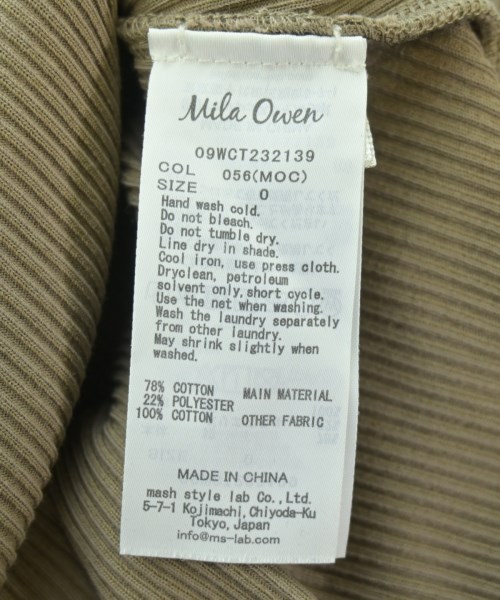 Mila Owen
09WCT232139
COL 056(MOC)
SIZE 0
Hand wash cold.
Do not bleach.
Do not tumble dry.
Line dry in shade.
Cool iron, use press cloth.
Dryclean, petroleum
solvent only, short cycle.
Use the net when washing.
Wash the laundry separately
from other laundry.
May shrink slightly when
washed.
78% COTTON MAIN MATERIAL
22% POLYESTER
100% COTTON OTHER FABRIC
MADE IN CHINA
mash style lab Co., Ltd.
5-7-1 Kojimachi, Chiyoda-Ku
Tokyo, Japan
info@ms-lab.com